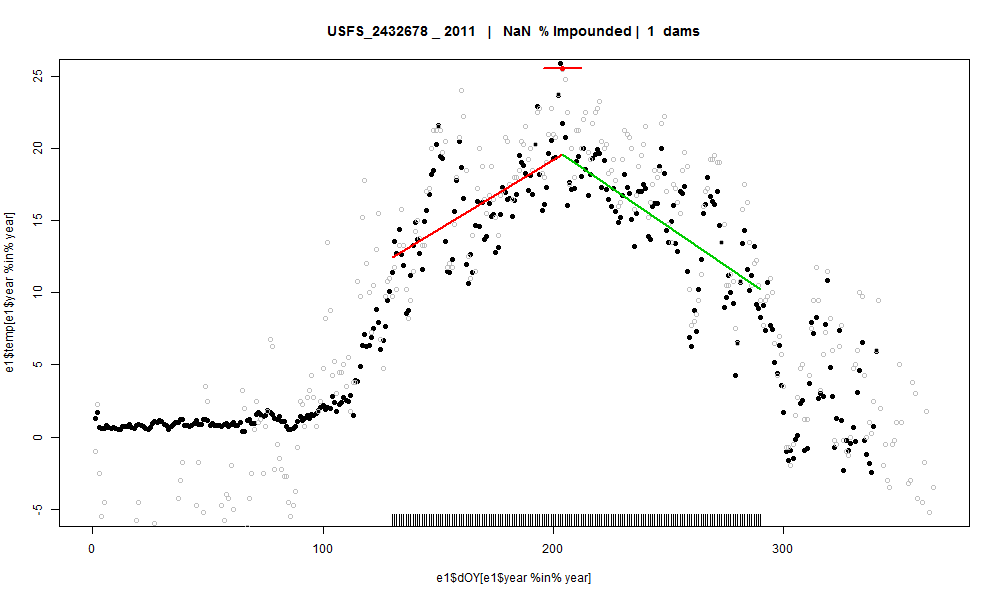 USFS_2432678 _ 2011 | NaN % Impounded | 1 dams
25
20
15
10
5
0
-5
e1$temp[e1$year %in% year]
0 100 200 300
e1$dOY[e1$year %in% year]